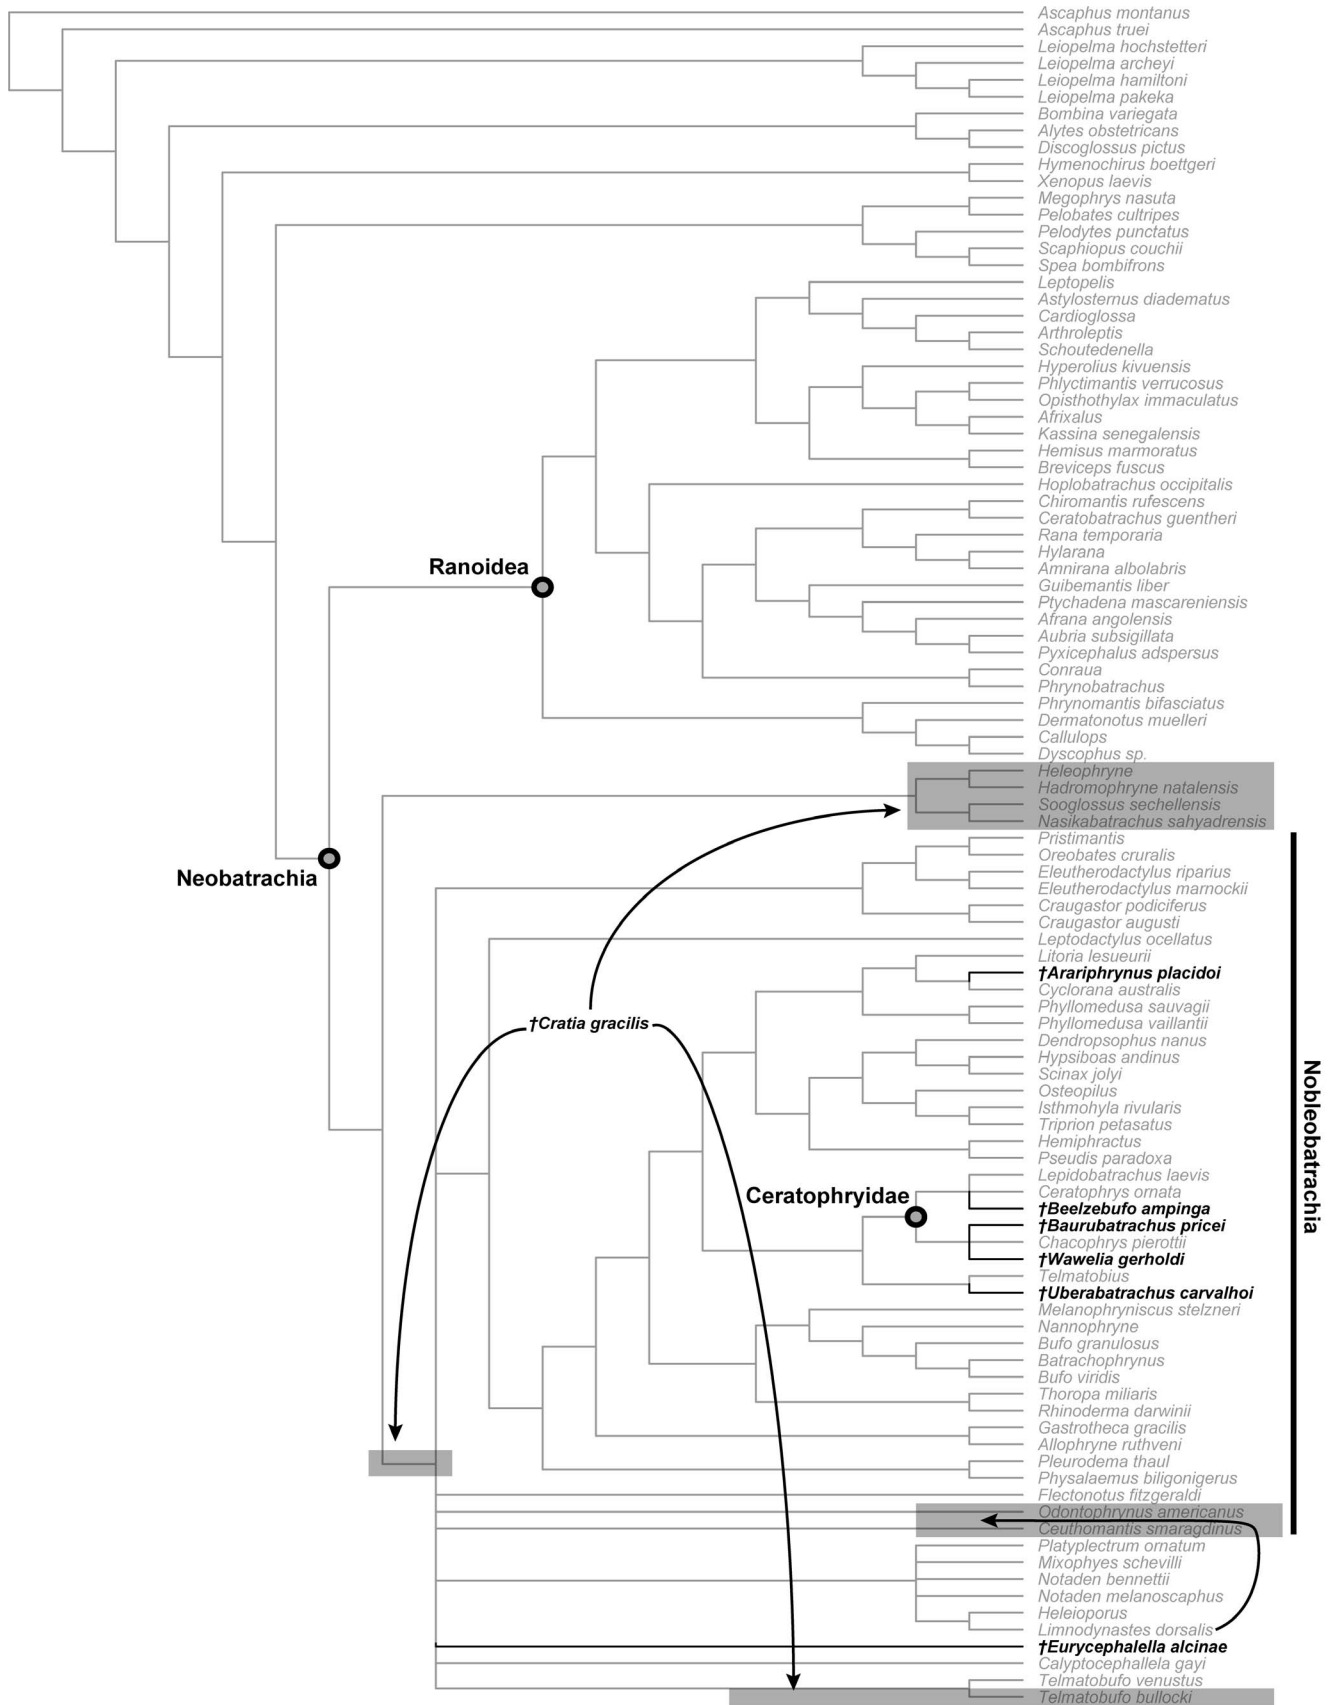 Ascaphus montanus
Ascaphus truei
Leiopelma hochstetteri
Leiopelma archeyi
Leiopelma hamiltoni
Leiopelma pakeka
Bombina variegata
Alytes obstetricans
Discoglossus pictus
Hymenochirus boettgeri
Xenopus laevis
Megophrys nasuta
Pelobates cultripes
Pelodytes punctatus
Scaphiopus couchii
Spea bombifrons
Leptopelis
Astylosternus diadematus
Cardioglossa
Arthroleptis
Schoutedenella
Hyperolius kivuensis
Phlyctimantis verrucosus
Opisthothylax immaculatus
Afrixalus
Kassina senegalensis
Hemisus marmoratus
Breviceps fuscus
Hoplobatrachus occipitalis
Chiromantis rufescens
Ceratobatrachus guentheri
Rana temporaria
Hylarana
Amnirana albolabris
Ranoidea
Guibemantis liber
Ptychadena mascareniensis
Afrana angolensis
Aubria subsigillata
Pyxicephalus adspersus
Conraua
Phrynobatrachus
Phrynomantis bifasciatus
Dermatonotus muelleri
Callulops
Dyscophus sp.
Heleophryne
Hadromophryne natalensis
Sooglossus sechellensis
Nasikabatrachus sahyadrensis
Pristimantis
Oreobates cruralis
Eleutherodactylus riparius
Neobatrachia
Eleutherodactylus marnockii
Craugastor podiciferus
Craugastor augusti
Leptodactylus ocellatus
Litoria lesueurii
†Arariphrynus placidoi
Cyclorana australis
Phyllomedusa sauvagii
Phyllomedusa vaillantii
†Cratia gracilis
Dendropsophus nanus
Hypsiboas andinus
Scinax jolyi
Osteopilus
Isthmohyla rivularis
Triprion petasatus
Hemiphractus
Pseudis paradoxa
Nobleobatrachia
Lepidobatrachus laevis
Ceratophryidae
Ceratophrys ornata
†Beelzebufo ampinga
†Baurubatrachus pricei
Chacophrys pierottii
†Wawelia gerholdi
Telmatobius
†Uberabatrachus carvalhoi
Melanophryniscus stelzneri
Nannophryne
Bufo granulosus
Batrachophrynus
Bufo viridis
Thoropa miliaris
Rhinoderma darwinii
Gastrotheca gracilis
Allophryne ruthveni
Pleurodema thaul
Physalaemus biligonigerus
Flectonotus fitzgeraldi
Odontophrynus americanus
Ceuthomantis smaragdinus
Platyplectrum ornatum
Mixophyes schevilli
Notaden bennettii
Notaden melanoscaphus
Heleioporus
Limnodynastes dorsalis
†Eurycephalella alcinae
Calyptocephallela gayi
Telmatobufo venustus
Telmatobufo bullocki